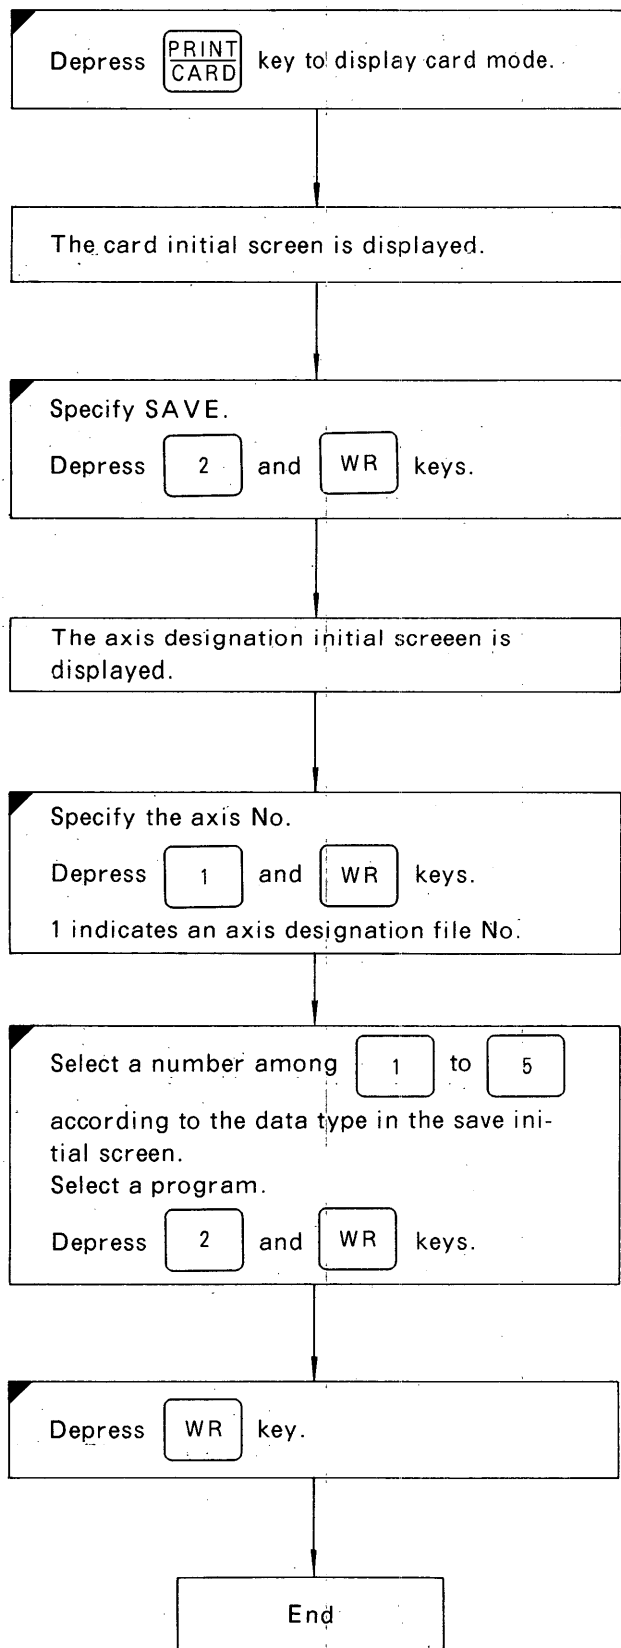 Depress PRINT CARD key to display card mode.
The card initial screen is displayed.
Specify SAVE.
Depress 2 and WR keys.
The axis designation initial screeen is
displayed.
Specify the axis No.
Depress 1 and WR keys.
1 indicates an axis designation file No.
Select a number among 1 to 5
according to the data type in the save ini-
tial screen.
Select a program.
Depress 2 and WR keys.
Depress WR key.
End